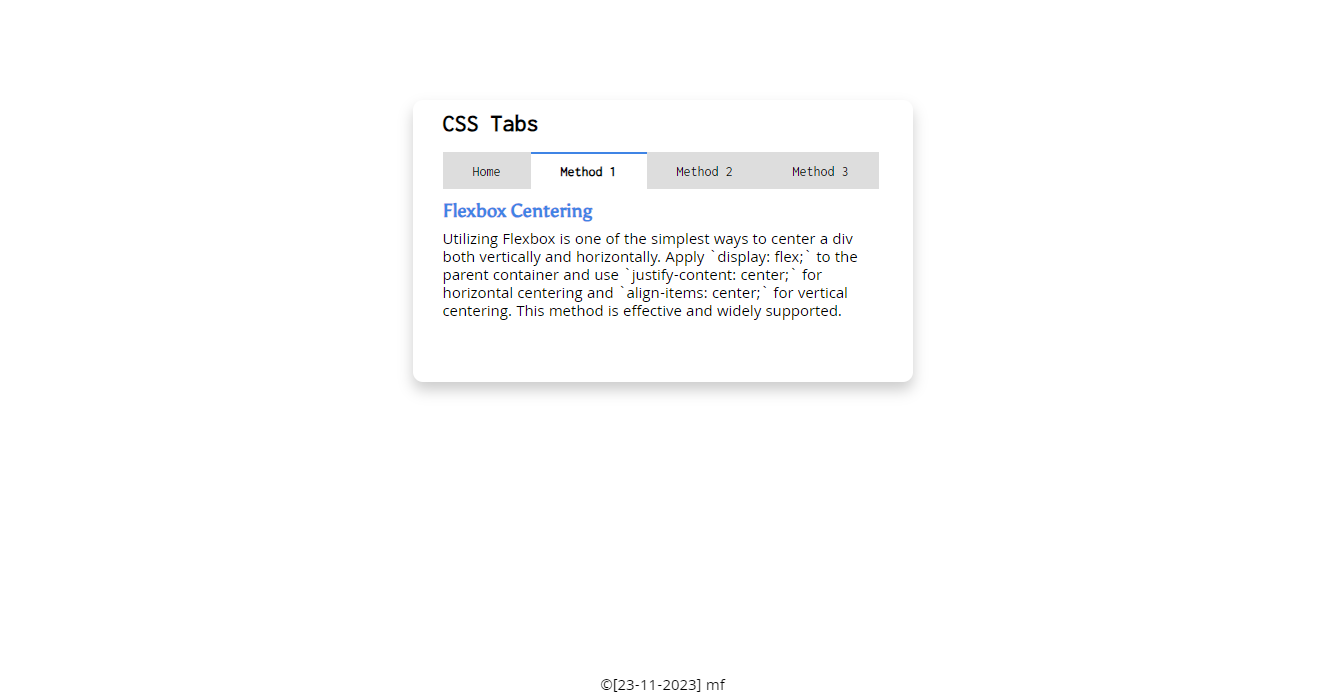 CSS Tabs
Home Method 1 Method 2 Method 3
Flexbox Centering
Utilizing Flexbox is one of the simplest ways to center a div
both vertically and horizontally. Apply `display: flex;` to the
parent container and use `justify-content: center;` for
horizontal centering and `align-items: center;` for vertical
centering. This method is effective and widely supported.
©[23-11-2023] mf